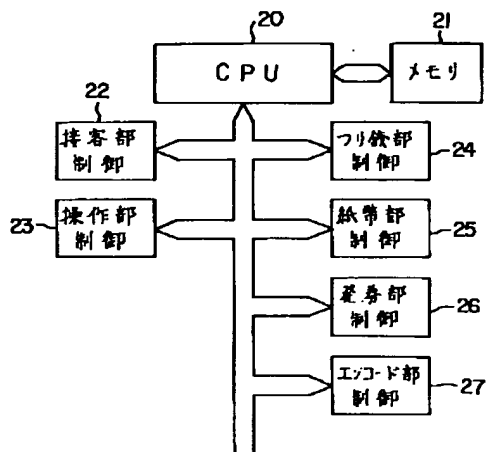 20
CPU
21
メモリ
22
接客部
制御
23
操作部
制御
つり銭部
制御
24
紙幣部
制御
25
発券部
制御
26
エンコード部
制御
27